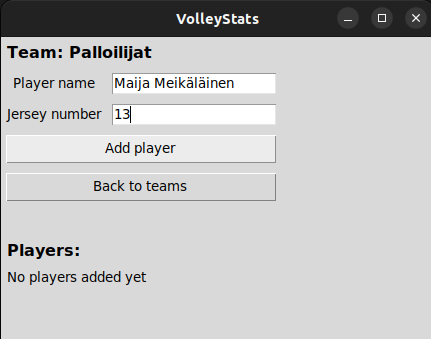 VolleyStats
Team: Palloilijat
Player name Maija Meikäläinen
Jersey number 13
Add player
Back to teams
Players:
No players added yet